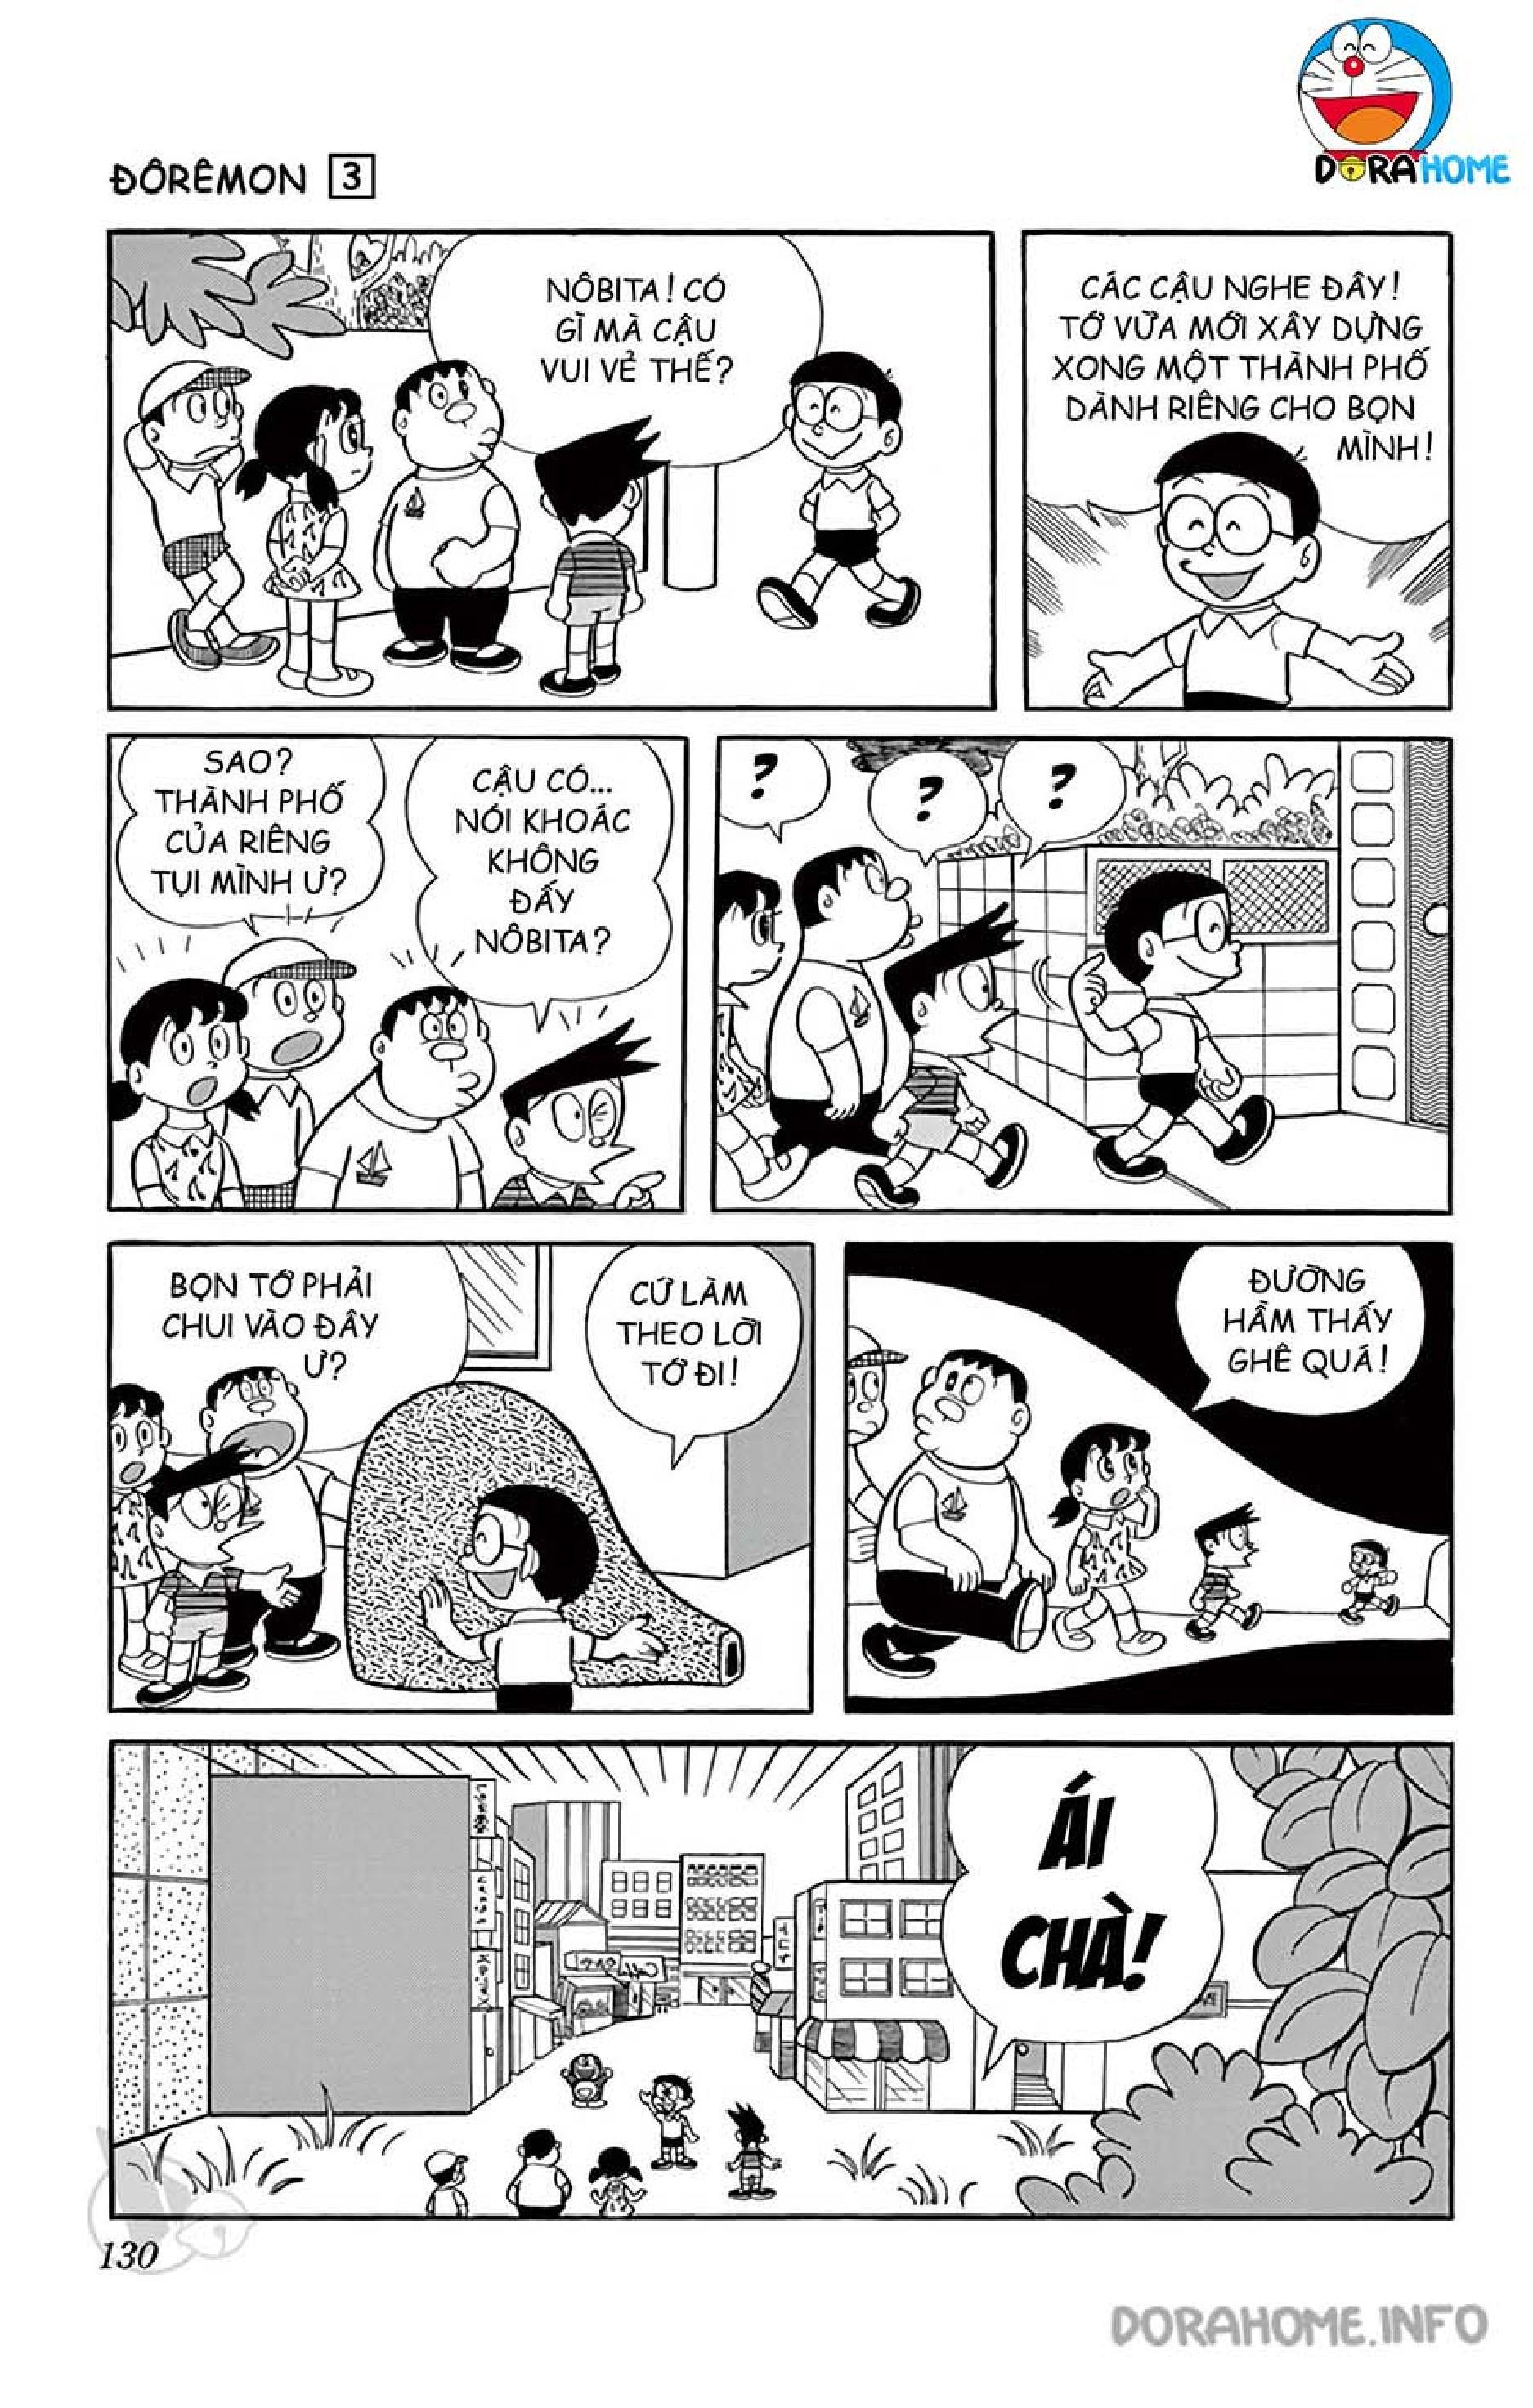 DORAHOME
ĐÔRÊMON 3
NÔBITA! CÓ
GÌ MÀ CẬU
VUI VẺ THẾ?
CÁC CẬU NGHE ĐÂY!
TỚ VỪA MỚI XÂY DỰNG
XONG MỘT THÀNH PHỐ
DÀNH RIÊNG CHO BỌN
MÌNH!
SAO?
THÀNH PHỐ
CỦA RIÊNG
TỤI MÌNH Ư?
CẬU CÓ...
NÓI KHOÁC
KHÔNG
ĐẤY
NÔBITA?
?
?
?
BỌN TỚ PHẢI
CHUI VÀO ĐÂY
Ư?
CỨ LÀM
THEO LỜI
TỚ ĐI!
ĐƯỜNG
HẦM THẤY
GHÊ QUÁ!
ÁI
CHÀ!
130
DORAHOME.INFO